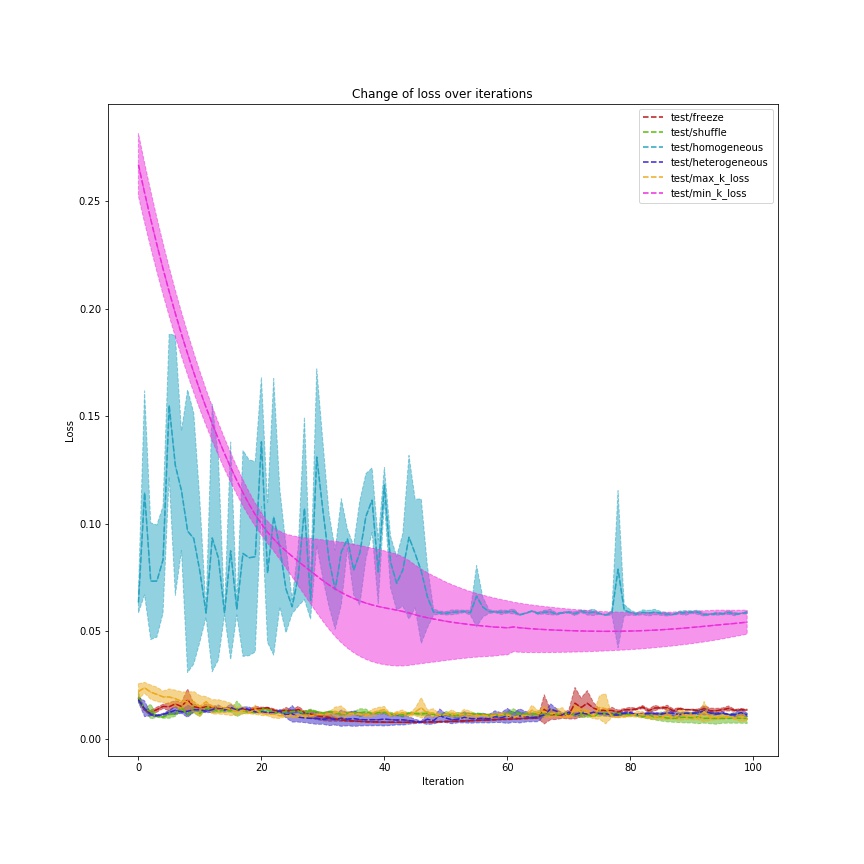 Change of loss over iterations
test/freeze
test/shuffle
test/homogeneous
test/heterogeneous
test/max_k_loss
test/min_k_loss
0.25
0.20
0.15
0.10
0.05
0.00
Loss
0 20 40 60 80 100
Iteration